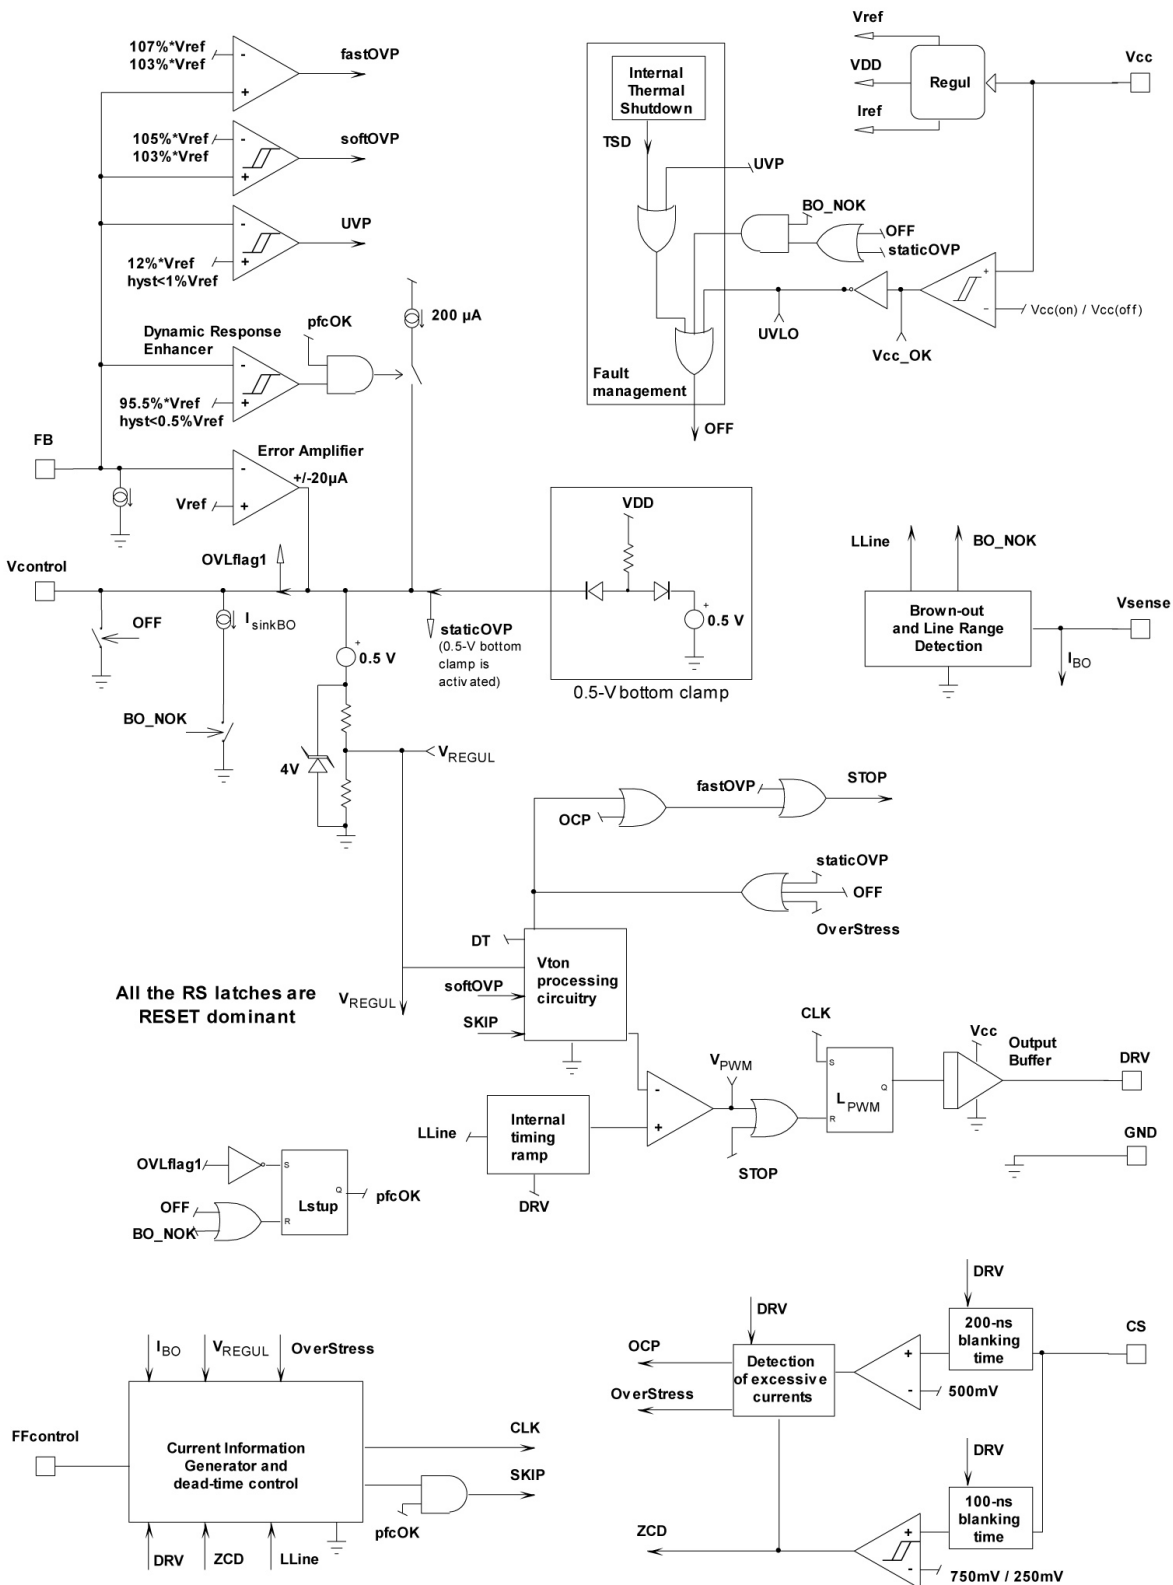 107%*Vref
103%*Vref
-
+
fastOVP
105%*Vref
103%*Vref
-
+
softOVP
-
+
UVP
12%*Vref
hyst<1%Vref
Dynamic Response
Enhancer
pfcOK
200 µA
-
+
95.5%*Vref
hyst<0.5%Vref
FB
Error Amplifier
+/-20µA
-
+
Vref
Internal
Thermal
Shutdown
TSD
UVP
BO_NOK
OFF
staticOVP
UVLO
Vcc_OK
Fault
management
OFF
Vref
VDD
Iref
Regul
Vcc
+
-
Vcc(on) / Vcc(off)
Vcontrol
OVLflag1
OFF
IsinkBO
BO_NOK
+
0.5 V
4V
staticOVP
(0.5-V bottom
clamp is
activated)
VDD
+
0.5 V
0.5-V bottom clamp
VREGUL
LLine
BO_NOK
Brown-out
and Line Range
Detection
Vsense
IBO
fastOVP
OCP
STOP
staticOVP
OFF
OverStress
DT
Vton
processing
circuitry
softOVP
SKIP
VREGUL
All the RS latches are
RESET dominant
LLine
Internal
timing
ramp
DRV
-
+
VPWM
STOP
CLK
S
R
Q
LPWM
Vcc
Output
Buffer
DRV
GND
OVLflag1
OFF
BO_NOK
S
R
Q
Lstup
pfcOK
IBO
VREGUL
OverStress
FFcontrol
Current Information
Generator and
dead-time control
CLK
SKIP
pfcOK
DRV
ZCD
LLine
DRV
OCP
OverStress
Detection
of excessive
currents
+
-
500mV
DRV
200-ns
blanking
time
CS
DRV
100-ns
blanking
time
ZCD
+
-
750mV / 250mV